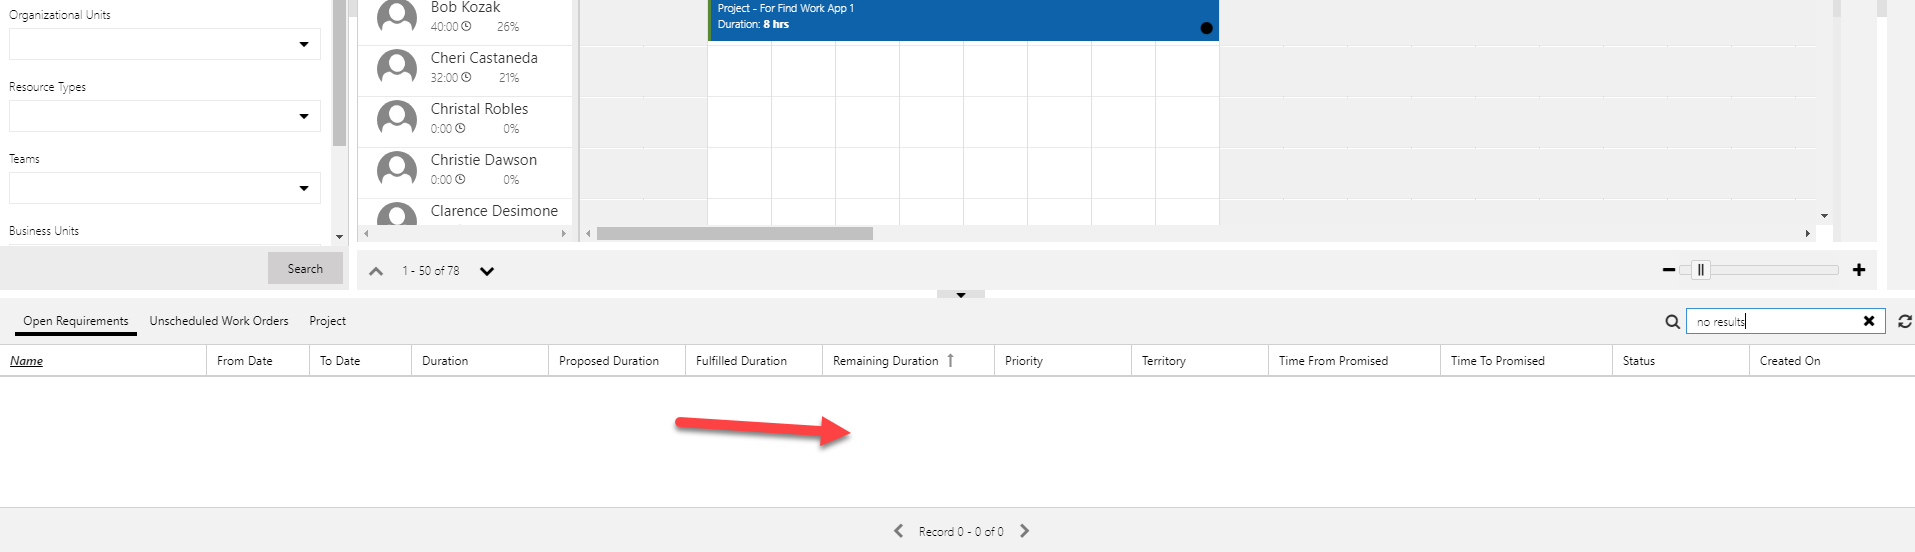 Organizational Units
Resource Types
Teams
Business Units
Search
Bob Kozak
40:00 26%
Cheri Castaneda
32:00 21%
Christal Robles
0:00 0%
Christie Dawson
0:00 0%
Clarence Desimone
Project - For Find Work App 1
Duration: 8 hrs
1 - 50 of 78
Open Requirements Unscheduled Work Orders Project
no results
Name From Date To Date Duration Proposed Duration Fulfilled Duration Remaining Duration Priority Territory Time From Promised Time To Promised Status Created On
Record 0 - 0 of 0